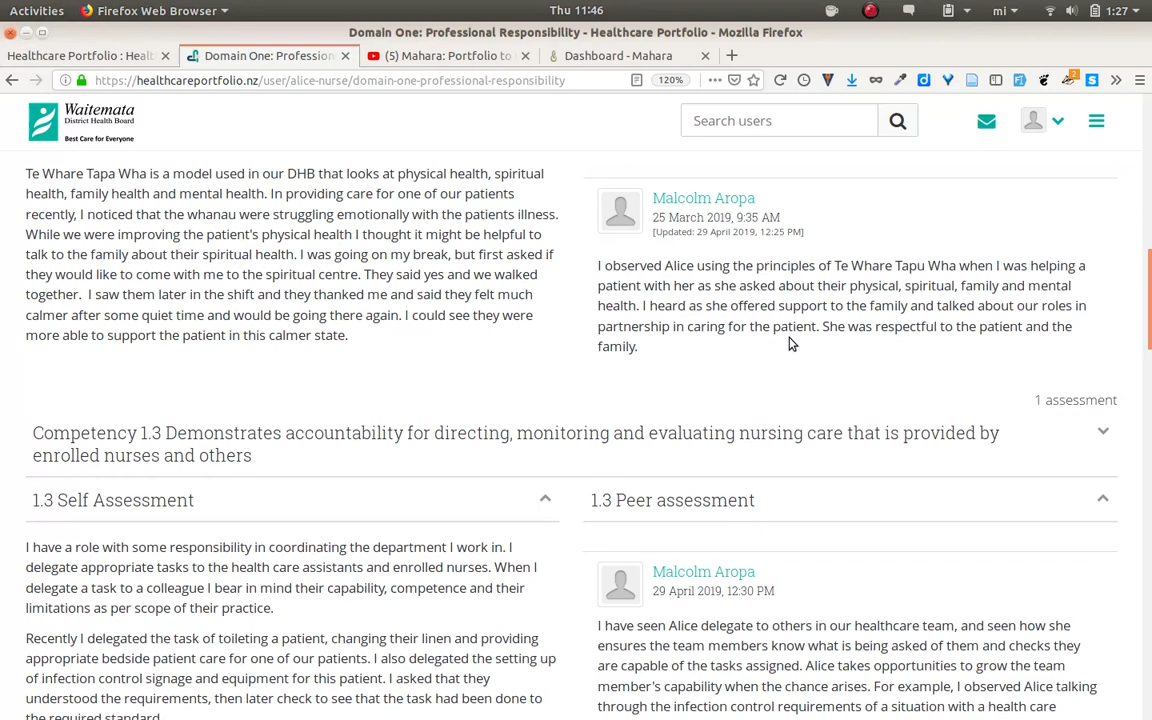 Activities Firefox Web Browser Thu 11:46 mi 1:27
Domain One: Professional Responsibility - Healthcare Portfolio - Mozilla Firefox
Healthcare Portfolio : Healt Domain One: Profession (5) Mahara: Portfolio to Dashboard - Mahara
https://healthcareportfolio.nz/user/alice-nurse/domain-one-professional-responsibility 120% 2
Waitemata
District Health Board
Best Care for Everyone
Search users
Te Whare Tapa Wha is a model used in our DHB that looks at physical health, spiritual
health, family health and mental health. In providing care for one of our patients
recently, I noticed that the whanau were struggling emotionally with the patients illness.
While we were improving the patient's physical health I thought it might be helpful to
talk to the family about their spiritual health. I was going on my break, but first asked if
they would like to come with me to the spiritual centre. They said yes and we walked
together.  I saw them later in the shift and they thanked me and said they felt much
calmer after some quiet time and would be going there again. I could see they were
more able to support the patient in this calmer state.
Malcolm Aropa
25 March 2019, 9:35 AM
[Updated: 29 April 2019, 12:25 PM]
I observed Alice using the principles of Te Whare Tapu Wha when I was helping a
patient with her as she asked about their physical, spiritual, family and mental
health. I heard as she offered support to the family and talked about our roles in
partnership in caring for the patient. She was respectful to the patient and the
family.
1 assessment
Competency 1.3 Demonstrates accountability for directing, monitoring and evaluating nursing care that is provided by
enrolled nurses and others
1.3 Self Assessment
I have a role with some responsibility in coordinating the department I work in. I
delegate appropriate tasks to the health care assistants and enrolled nurses. When I
delegate a task to a colleague I bear in mind their capability, competence and their
limitations as per scope of their practice.
Recently I delegated the task of toileting a patient, changing their linen and providing
appropriate bedside patient care for one of our patients. I also delegated the setting up
of infection control signage and equipment for this patient. I asked that they
understood the requirements, then later check to see that the task had been done to
the required standard.
1.3 Peer assessment
Malcolm Aropa
29 April 2019, 12:30 PM
I have seen Alice delegate to others in our healthcare team, and seen how she
ensures the team members know what is being asked of them and checks they
are capable of the tasks assigned. Alice takes opportunities to grow the team
member's capability when the chance arises. For example, I observed Alice talking
through the infection control requirements of a situation with a health care